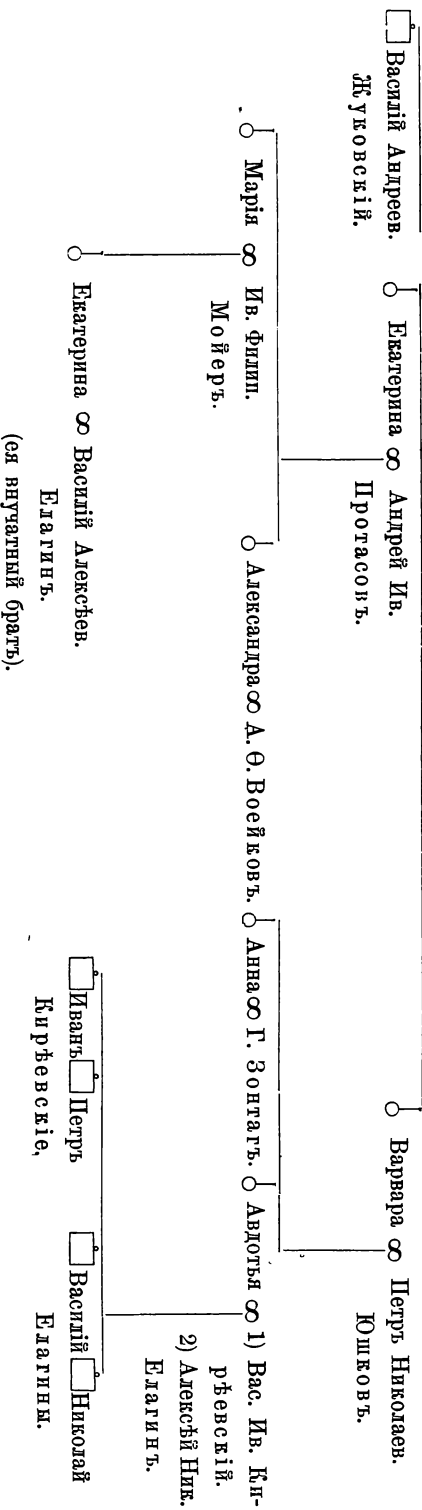 Василій Андреев.
Жуковскій.
Екатерина ∞ Андрей Ив.
Протасовъ.
Варвара ∞ Петръ Николаев.
Юшковъ.
Марія ∞ Ив. Филип.
Мойеръ.
Александра ∞ А. Ѳ. Воейковъ.
Анна ∞ Г. Зонтагъ.
Авдотья ∞ 1) Вас. Ив. Ки-
рѣевскій.
2) Алексѣй Ник.
Елагинъ.
Екатерина ∞ Василій Алексѣев.
Елагинъ.
(ея внучатный братъ).
Иванъ Петръ
Кирѣевскіе,
Василій Николай
Елагины.